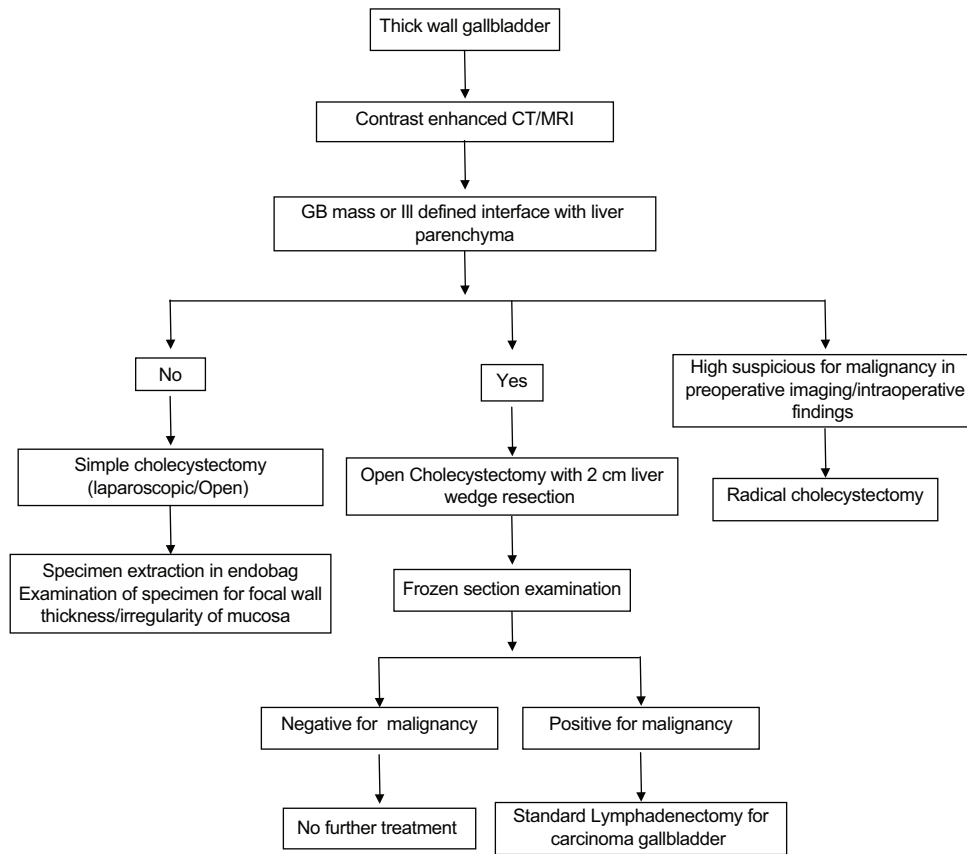 Thick wall gallbladder
Contrast enhanced CT/MRI
GB mass or Ill defined interface with liver
parenchyma
No
Yes
High suspicious for malignancy in
preoperative imaging/intraoperative
findings
Simple cholecystectomy
(laparoscopic/Open)
Open Cholecystectomy with 2 cm liver
wedge resection
Radical cholecystectomy
Specimen extraction in endobag
Examination of specimen for focal wall
thickness/irregularity of mucosa
Frozen section examination
Negative for malignancy
Positive for malignancy
No further treatment
Standard Lymphadenectomy for
carcinoma gallbladder